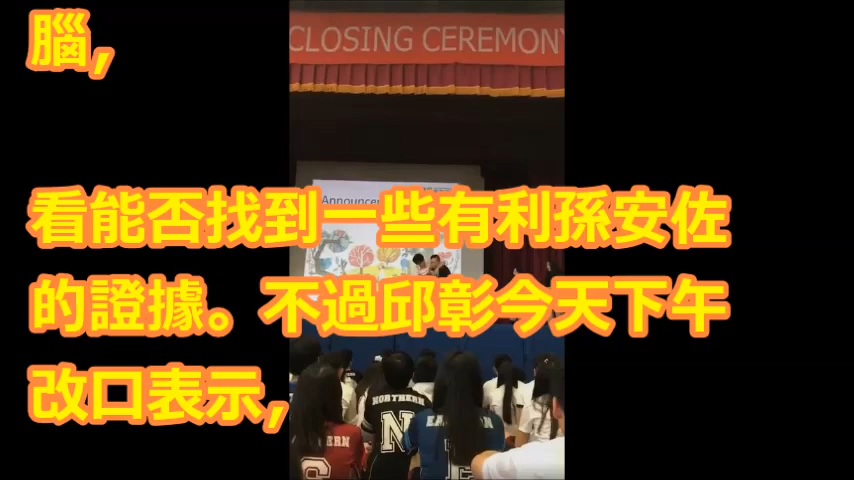 腦,
CLOSING CEREMONY
Announce
看能否找到一些有利孫安佐
的證據。不過邱彰今天下午
改口表示,
NORTHERN
N